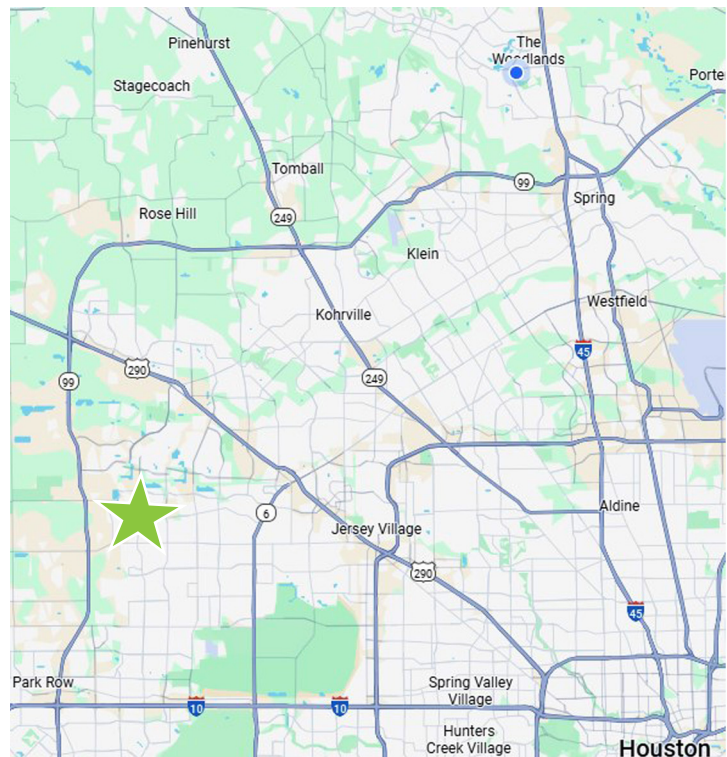 The
Woodlands
Pinehurst
Porte
Stagecoach
Tomball
99
Spring
Rose Hill
249
Klein
Westfield
Kohrville
45
290
99
249
Aldine
6
Jersey Village
290
45
Park Row
Spring Valley
Village
10
10
Hunters
Creek Village
Houston